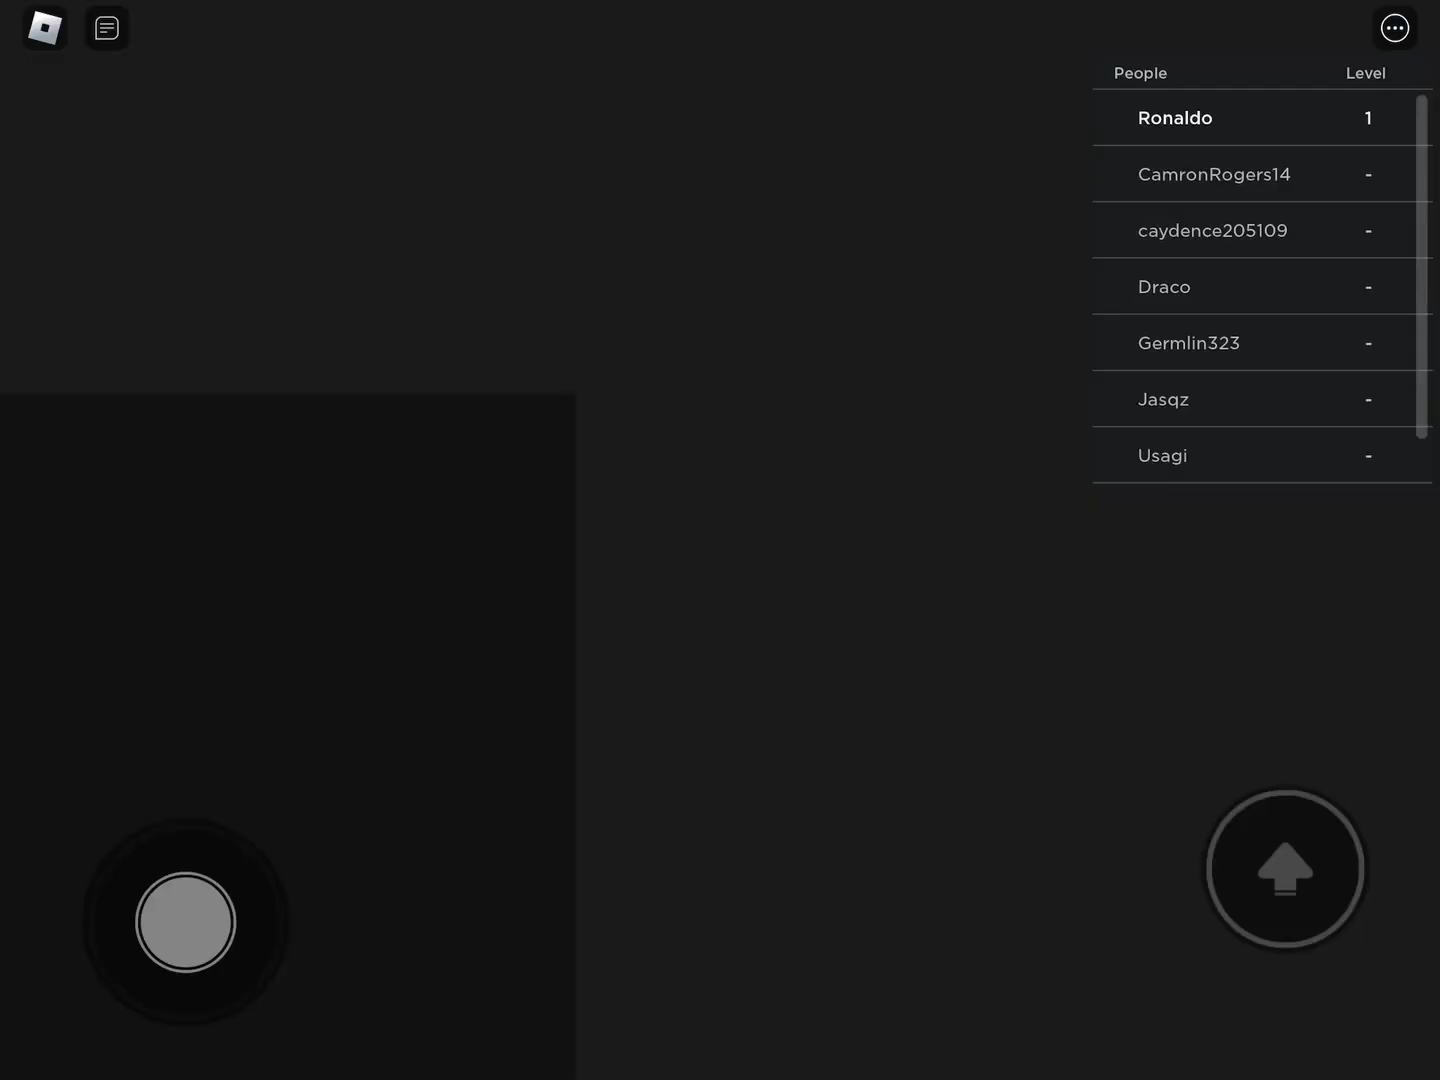 People Level
Ronaldo 1
CamronRogers14 -
caydence205109 -
Draco -
Germlin323 -
Jasqz -
Usagi -